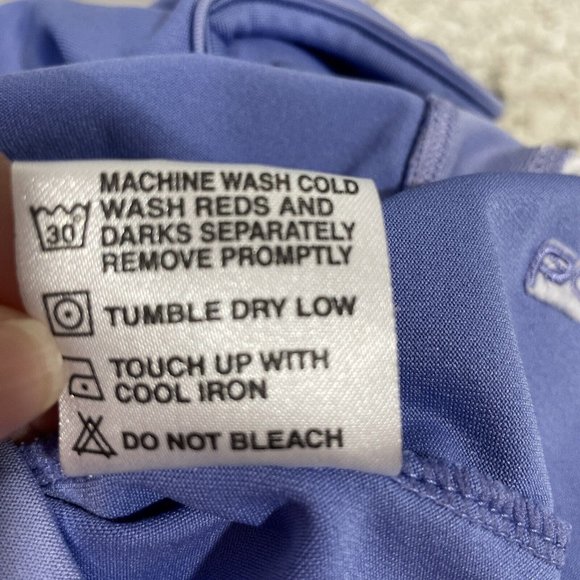 MACHINE WASH COLD
WASH REDS AND
DARKS SEPARATELY
REMOVE PROMPTLY
30
TUMBLE DRY LOW
TOUCH UP WITH
COOL IRON
DO NOT BLEACH